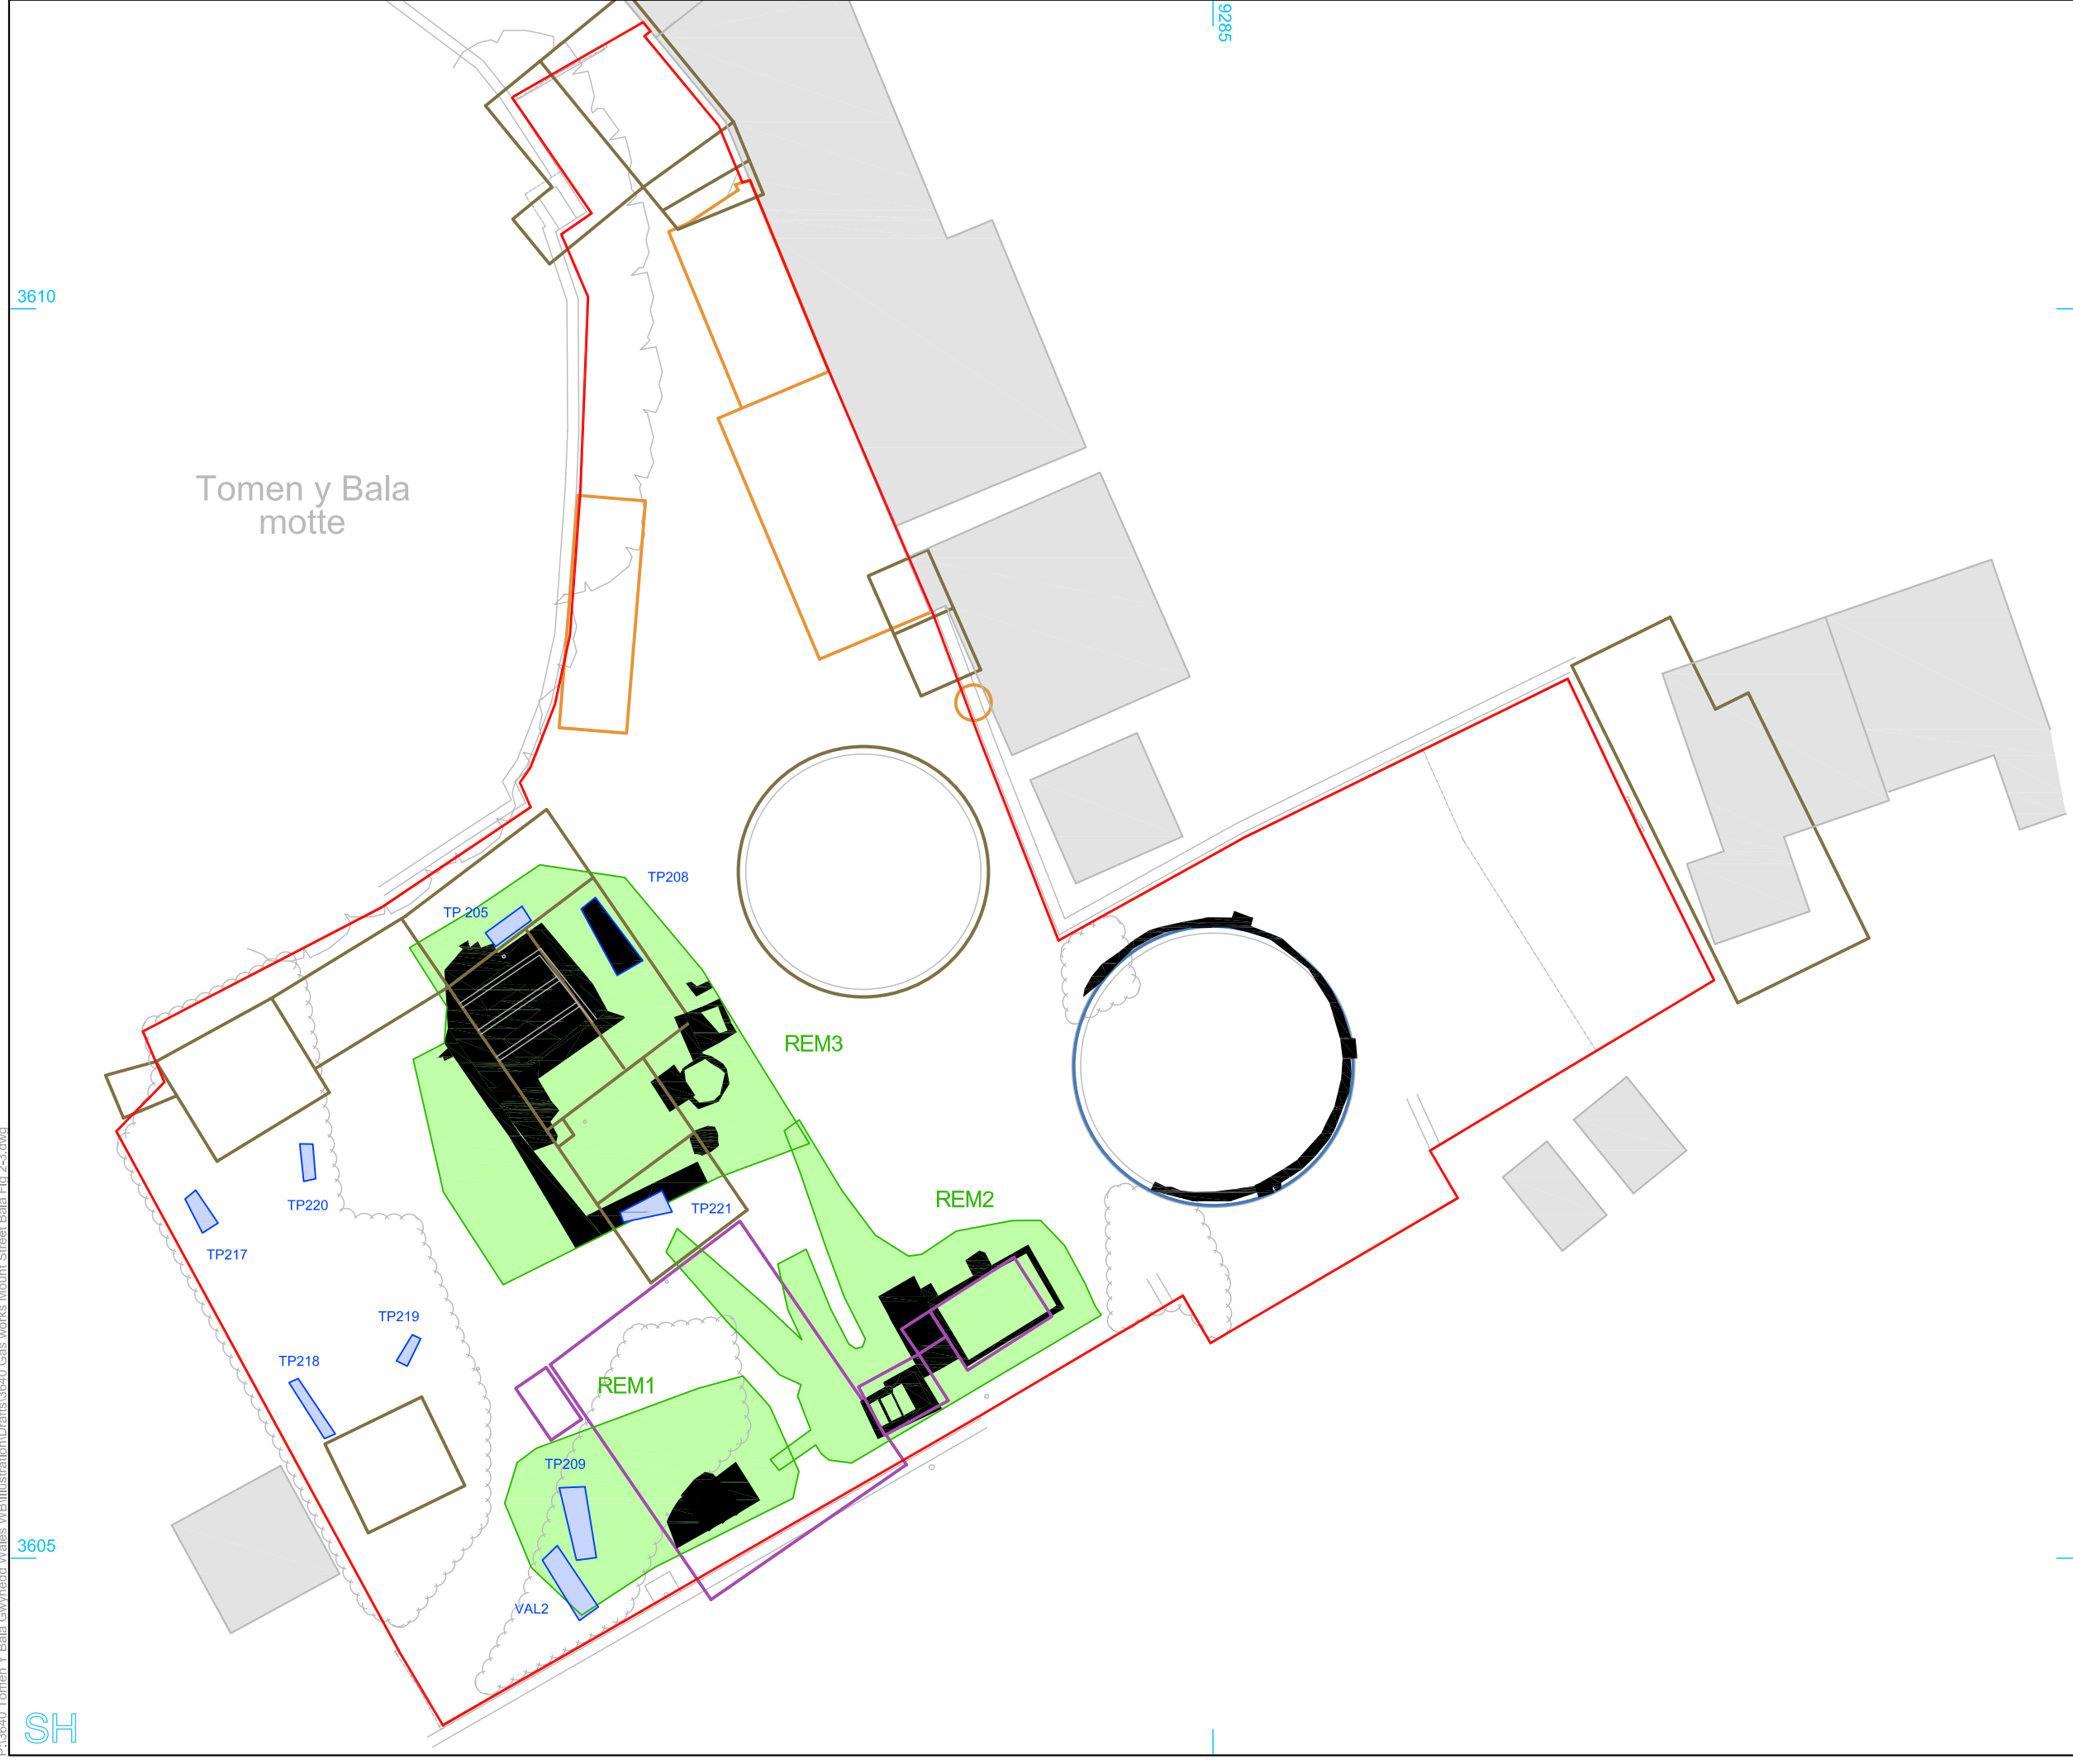 9285
3610
Tomen y Bala
motte
TP208
TP 205
REM3
REM2
TP220
TP221
TP217
TP219
TP218
REM1
TP209
3605
VAL2
SH